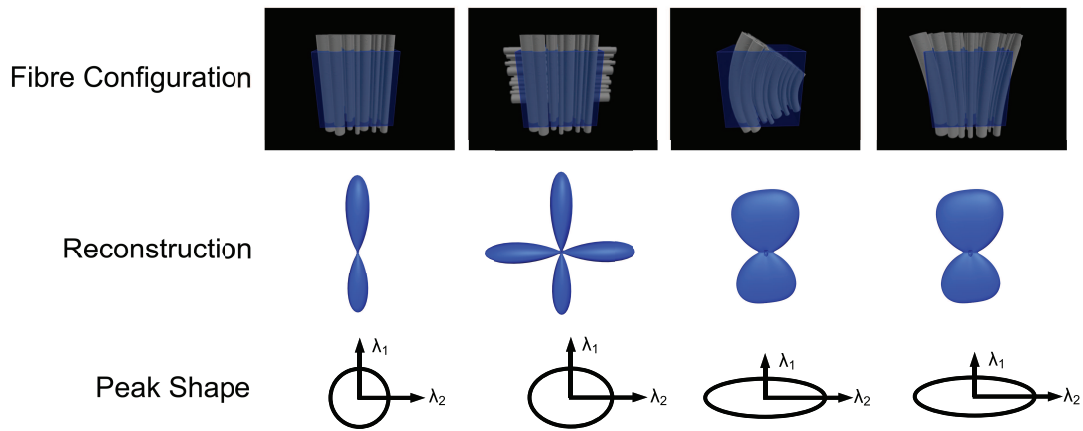 Fibre Configuration
Reconstruction
Peak Shape
λ1
λ2
λ1
λ2
λ1
λ2
λ1
λ2